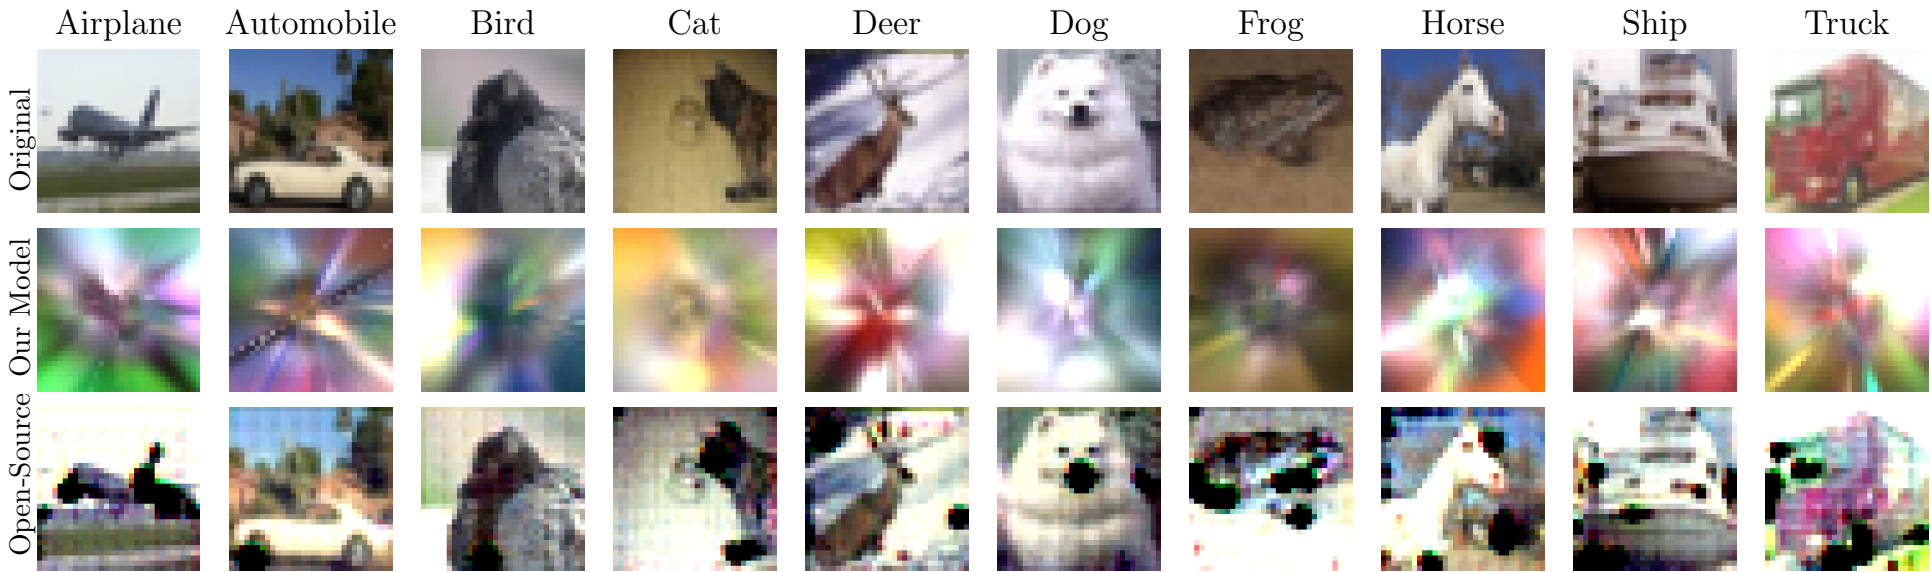 Airplane Automobile Bird Cat Deer Dog Frog Horse Ship Truck
Original
Our Model
Open-Source